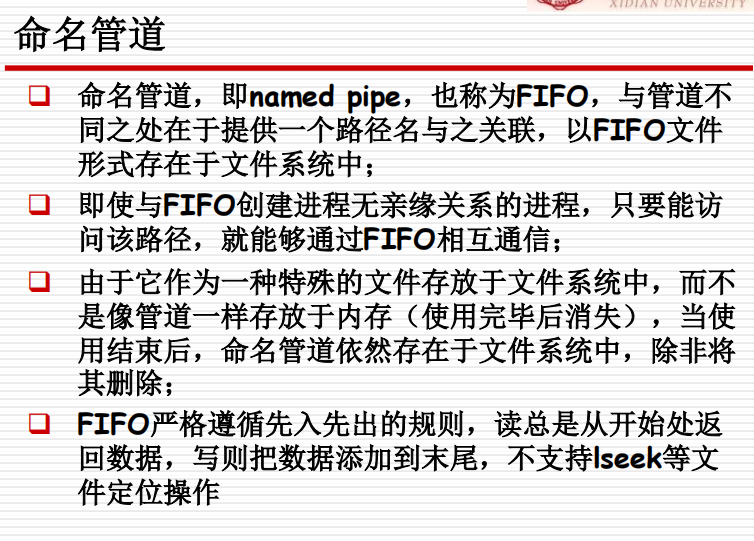 XIDIAN UNIVERSITY
命名管道
命名管道，即named pipe，也称为FIFO，与管道不
同之处在于提供一个路径名与之关联，以FIFO文件
形式存在于文件系统中；
即使与FIFO创建进程无亲缘关系的进程，只要能访
问该路径，就能够通过FIFO相互通信；
由于它作为一种特殊的文件存放于文件系统中，而不
是像管道一样存放于内存（使用完毕后消失），当使
用结束后，命名管道依然存在于文件系统中，除非将
其删除；
FIFO严格遵循先入先出的规则，读总是从开始处返
回数据，写则把数据添加到末尾，不支持lseek等文
件定位操作